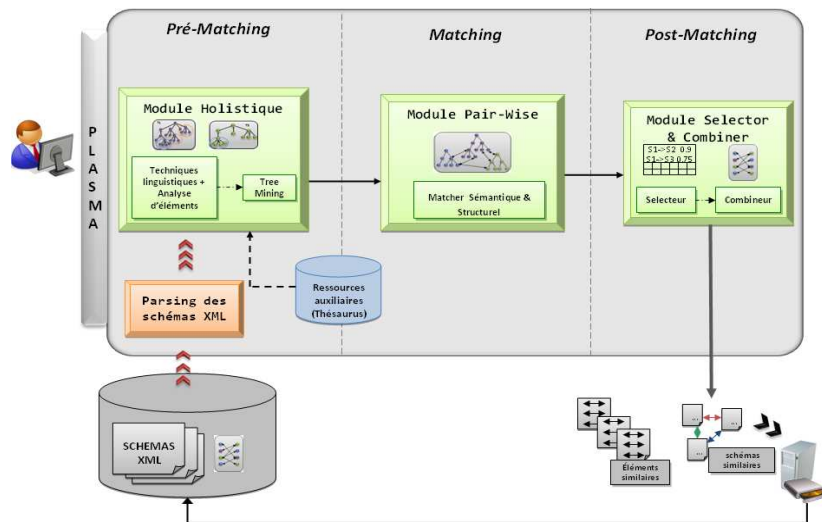 Pré-Matching
Matching
Post-Matching
PLASMA
Module Holistique
Techniques
linguistiques +
Analyse
d'éléments
Tree
Mining
Module Pair-Wise
Matcher Sémantique &
Structurel
Module Selector
& Combiner
S1->S2 0.9
S1->S3 0.75
Selecteur
Combineur
Parsing des
schémas XML
Ressources
auxiliaires
(Thésaurus)
SCHEMAS
XML
Éléments
similaires
...
...
...
schémas
similaires